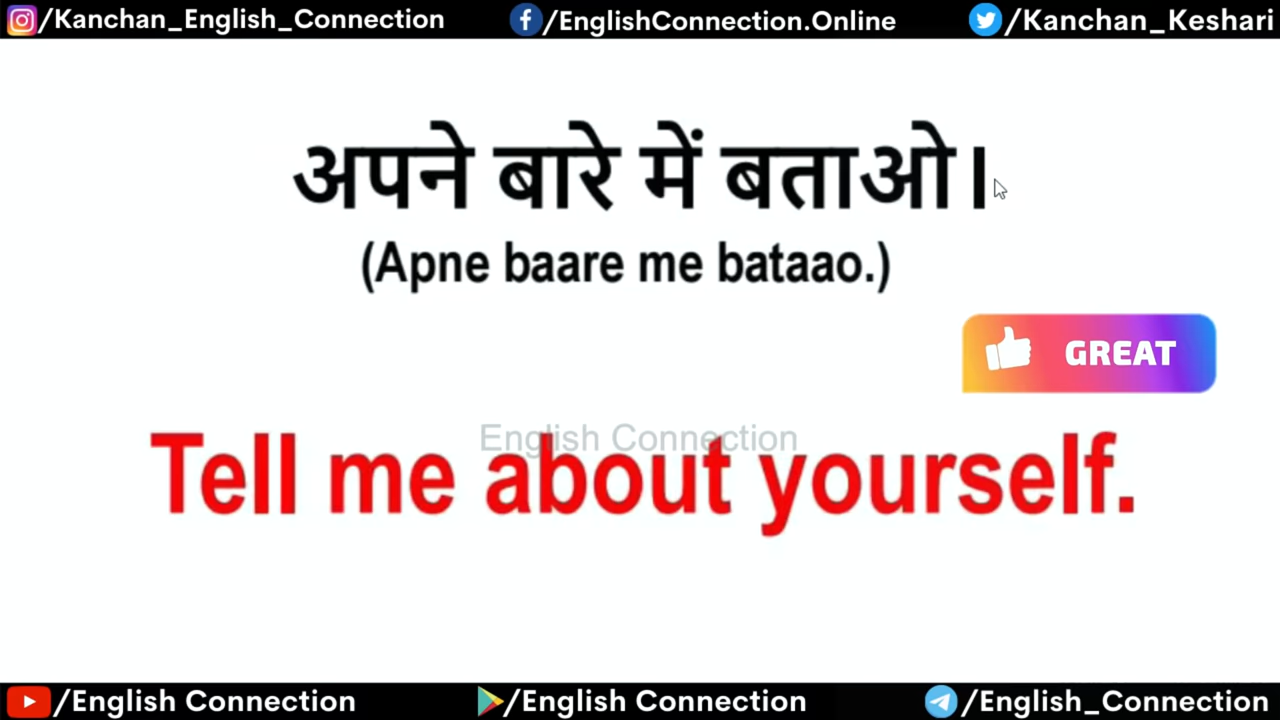 /Kanchan_English_Connection /EnglishConnection.Online /Kanchan_Keshari
अपने बारे में बताओ।
(Apne baare me bataao.)
GREAT
English Connection
Tell me about yourself.
/English Connection /English Connection /English_Connection